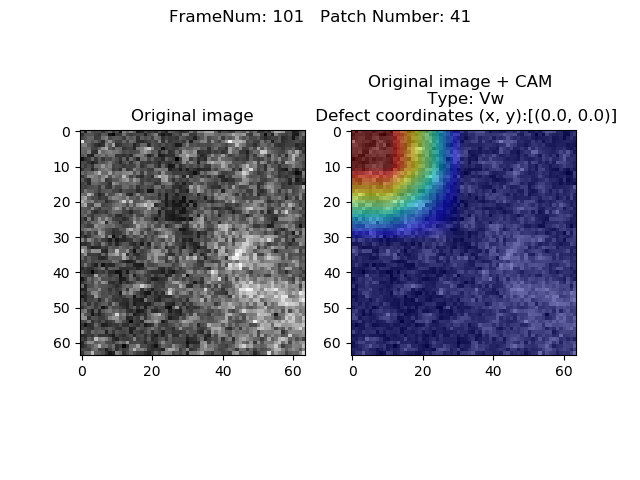 FrameNum: 101   Patch Number: 41
Original image
Original image + CAM
Type: Vw
Defect coordinates (x, y):[(0.0, 0.0)]
0
10
20
30
40
50
60
0 20 40 60
0
10
20
30
40
50
60
0 20 40 60